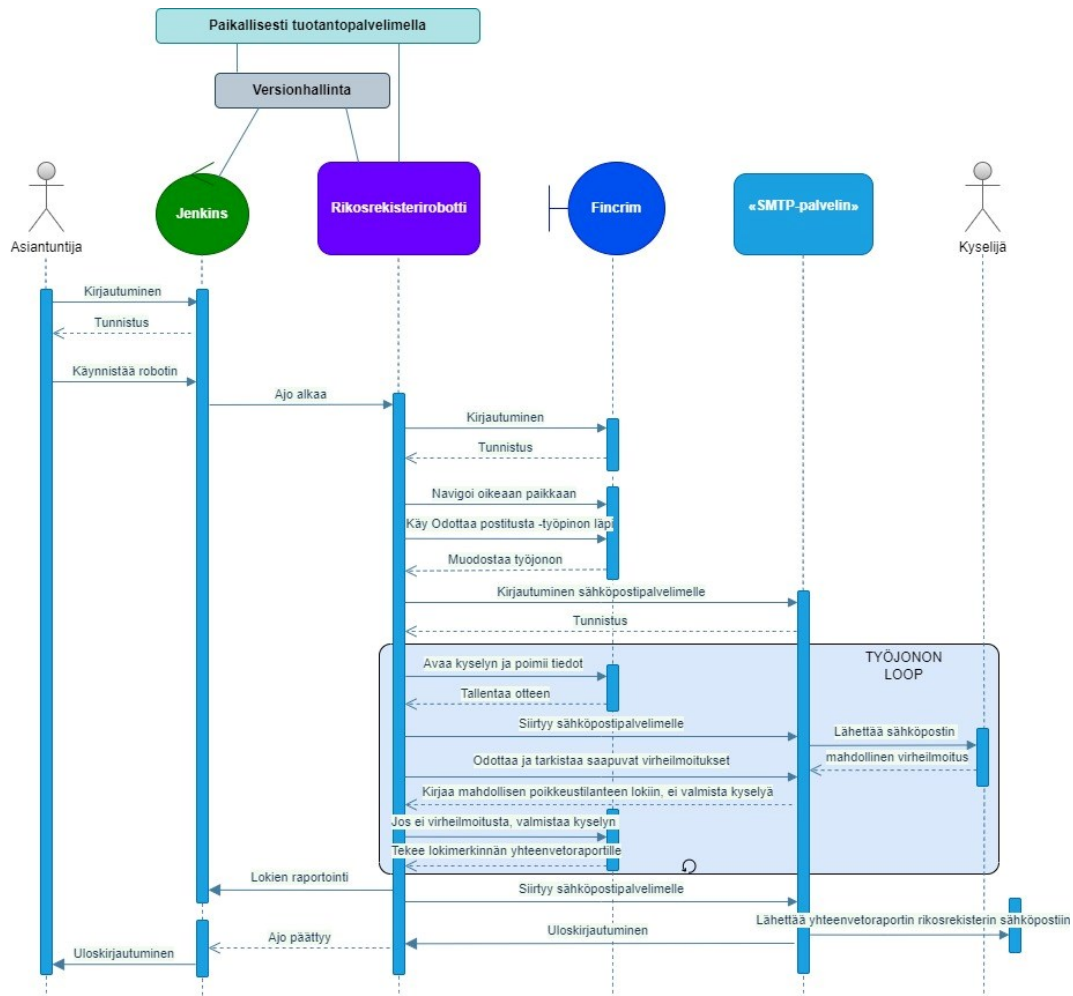 Paikallisesti tuotantopalvelimella
Versionhallinta
Jenkins
Rikosrekisterirobotti
Fincrim
«SMTP-palvelin»
Asiantuntija
Kyselijä
Kirjautuminen
Tunnistus
Käynnistää robotin
Ajo alkaa
Kirjautuminen
Tunnistus
Navigoi oikeaan paikkaan
Käy Odottaa postitusta -työpinon läpi
Muodostaa työjonon
Kirjautuminen sähköpostipalvelimelle
Tunnistus
TYÖJONON
LOOP
Avaa kyselyn ja poimii tiedot
Tallentaa otteen
Siirtyy sähköpostipalvelimelle
Lähettää sähköpostin
mahdollinen virheilmoitus
Odottaa ja tarkistaa saapuvat virheilmoitukset
Kirjaa mahdollisen poikkeustilanteen lokiin, ei valmista kyselyä
Jos ei virheilmoitusta, valmistaa kyselyn
Tekee lokimerkinnän yhteenvetoraportille
Lokien raportointi
Siirtyy sähköpostipalvelimelle
Lähettää yhteenvetoraportin rikosrekisterin sähköpostiin
Uloskirjautuminen
Ajo päättyy
Uloskirjautuminen